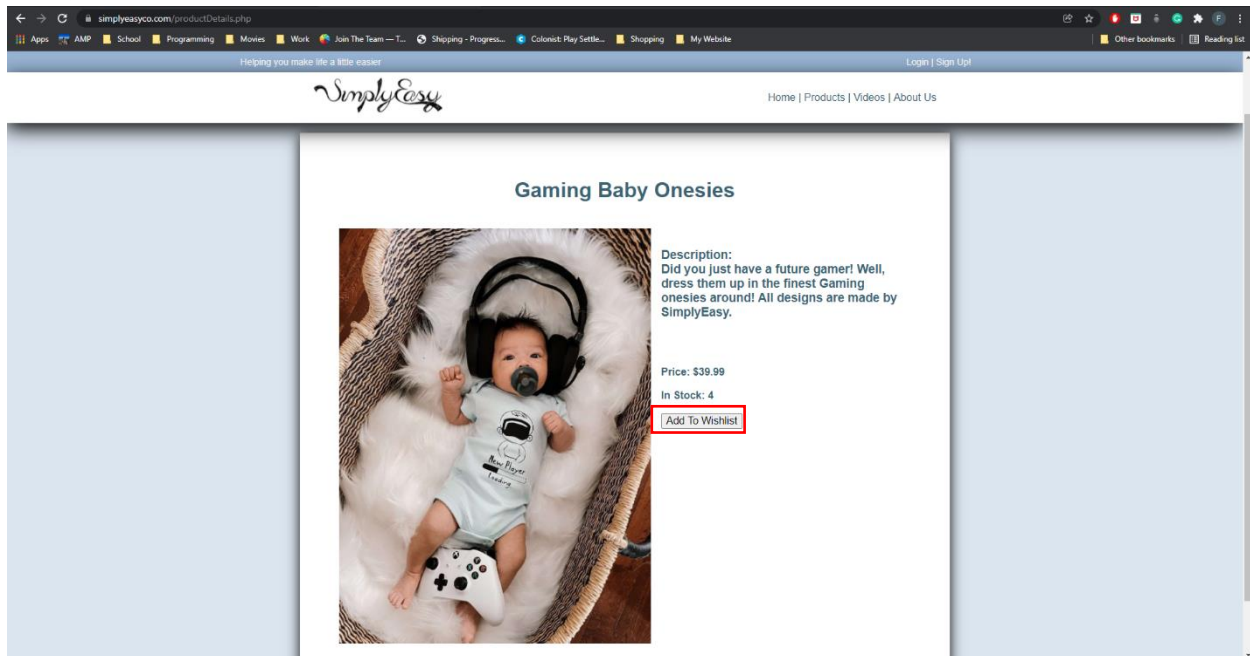 simplyeasyco.com/productDetails.php
Apps AMP School Programming Movies Work Join The Team — T... Shipping - Progress... Colonist: Play Settle... Shopping My Website Other bookmarks Reading list
Helping you make life a little easier Login | Sign Up!
SimplyEasy
Home | Products | Videos | About Us
Gaming Baby Onesies
Description:
Did you just have a future gamer! Well,
dress them up in the finest Gaming
onesies around! All designs are made by
SimplyEasy.
Price: $39.99
In Stock: 4
Add To Wishlist
New Player
Loading